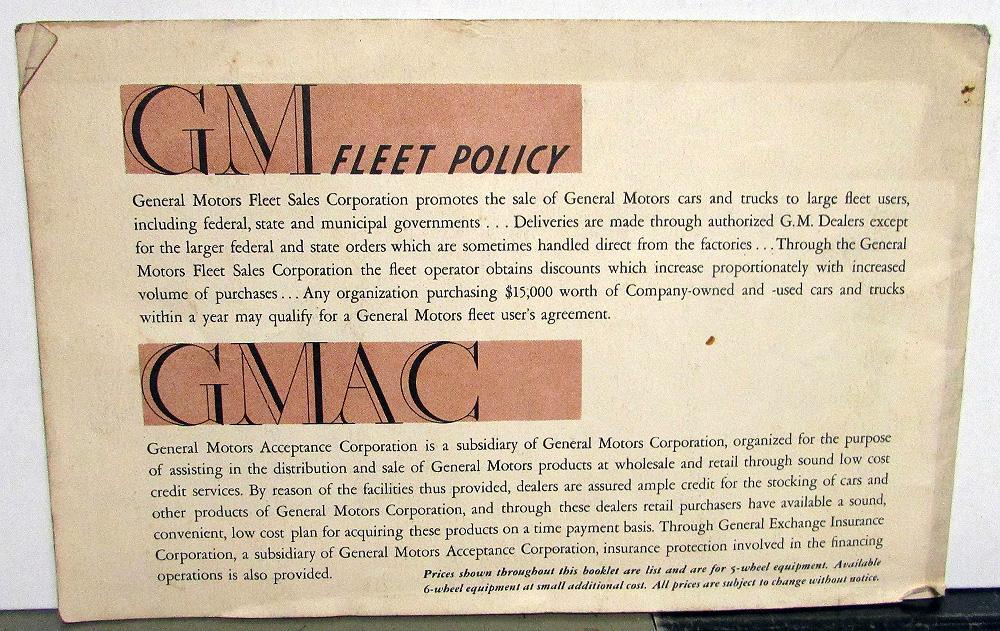 GM FLEET POLICY
General Motors Fleet Sales Corporation promotes the sale of General Motors cars and trucks to large fleet users,
including federal, state and municipal governments . . . Deliveries are made through authorized G.M. Dealers except
for the larger federal and state orders which are sometimes handled direct from the factories . . . Through the General
Motors Fleet Sales Corporation the fleet operator obtains discounts which increase proportionately with increased
volume of purchases . . . Any organization purchasing $15,000 worth of Company-owned and -used cars and trucks
within a year may qualify for a General Motors fleet user's agreement.
GMAC
General Motors Acceptance Corporation is a subsidiary of General Motors Corporation, organized for the purpose
of assisting in the distribution and sale of General Motors products at wholesale and retail through sound low cost
credit services. By reason of the facilities thus provided, dealers are assured ample credit for the stocking of cars and
other products of General Motors Corporation, and through these dealers retail purchasers have available a sound,
convenient, low cost plan for acquiring these products on a time payment basis. Through General Exchange Insurance
Corporation, a subsidiary of General Motors Acceptance Corporation, insurance protection involved in the financing
operations is also provided.
Prices shown throughout this booklet are list and are for 5-wheel equipment. Available
6-wheel equipment at small additional cost. All prices are subject to change without notice.